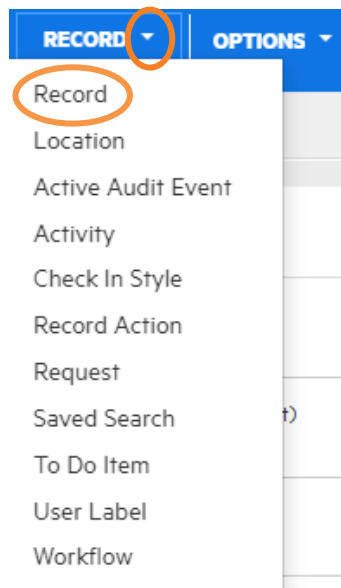 RECORD OPTIONS
Record
Location
Active Audit Event
Activity
Check In Style
Record Action
Request
Saved Search
t)
To Do Item
User Label
Workflow